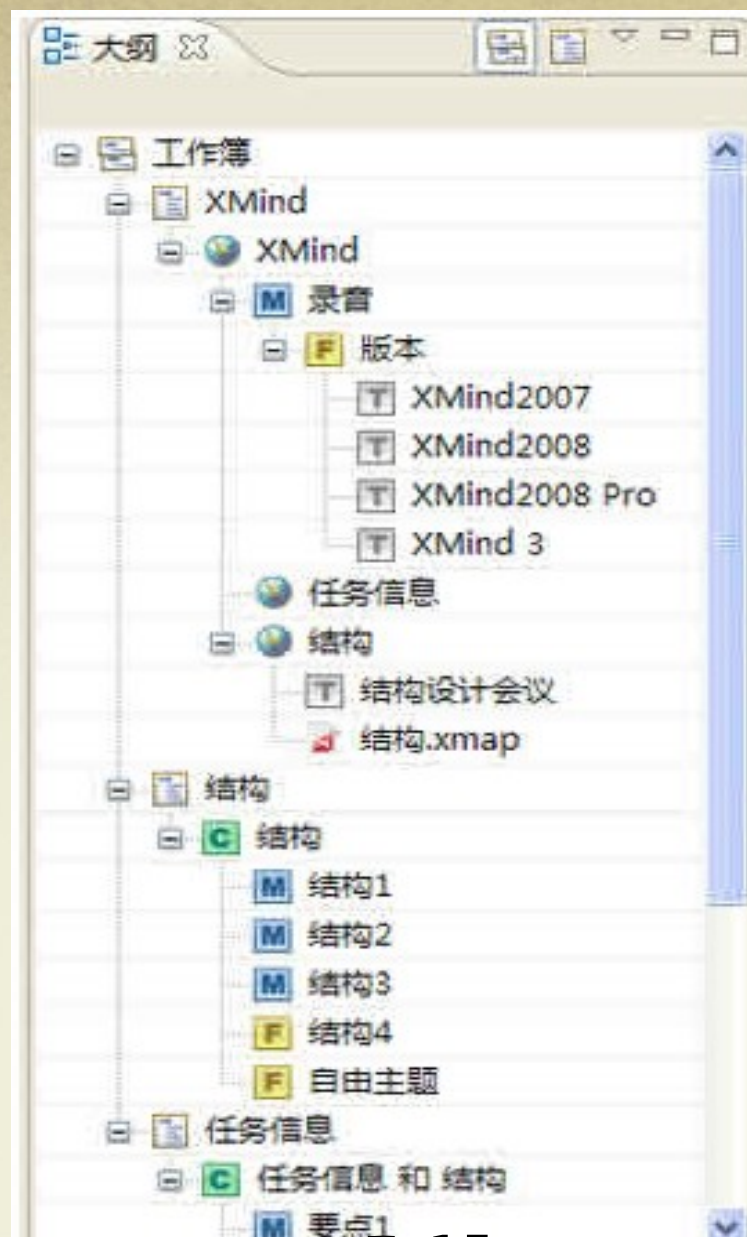 大纲
工作簿
XMind
XMind
录音
版本
XMind2007
XMind2008
XMind2008 Pro
XMind 3
任务信息
结构
结构设计会议
结构.xmap
结构
结构
结构1
结构2
结构3
结构4
自由主题
任务信息
任务信息 和 结构
要点1